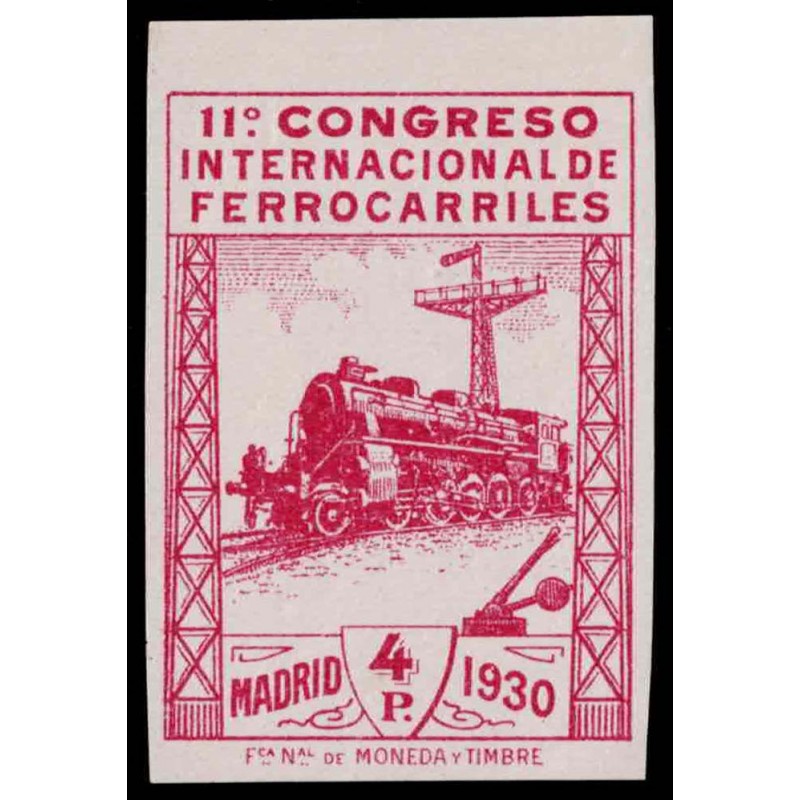 11º CONGRESO
INTERNACIONAL DE
FERROCARRILES
MADRID
4
P.
1930
FCA NAL DE MONEDA Y TIMBRE